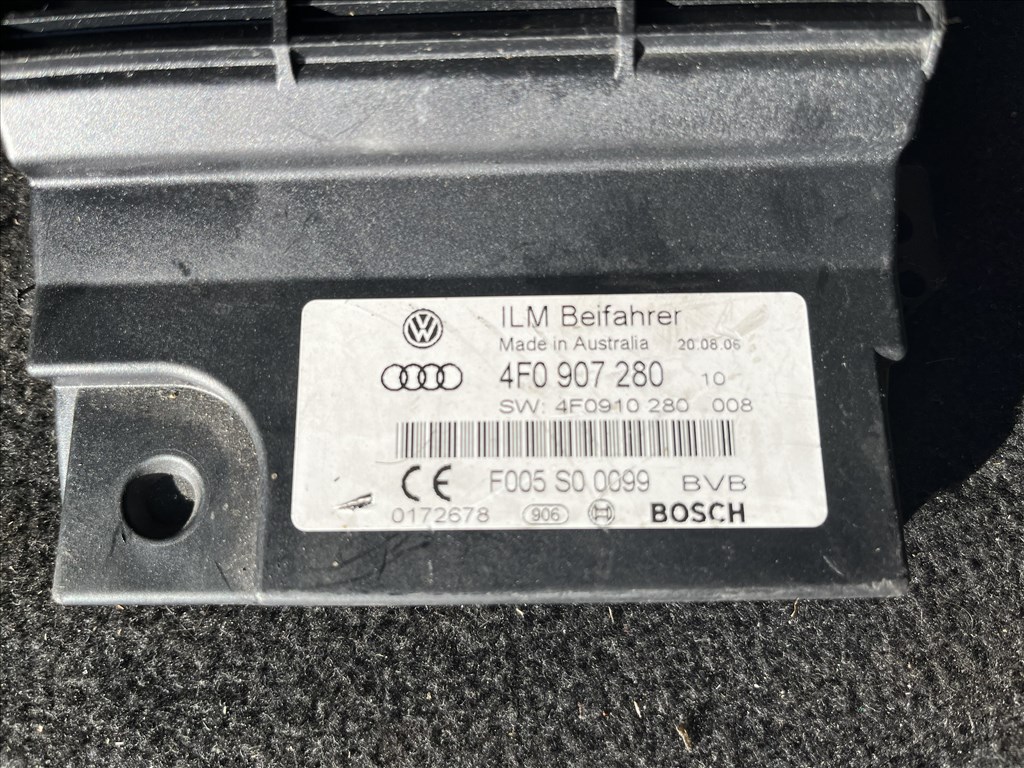 ILM Beifahrer
Made in Australia 20.08.06
4F0 907 280 10
SW: 4F0910 280 008
CE F005 S0 0099 BVB
0172678 906 BOSCH